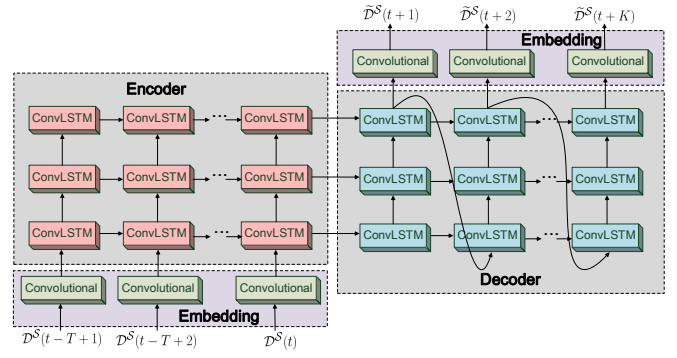 𝒟̃^𝒮(t+1) 𝒟̃^𝒮(t+2) 𝒟̃^𝒮(t+K)
Embedding
Convolutional Convolutional Convolutional
Encoder
ConvLSTM ConvLSTM ... ConvLSTM
ConvLSTM ConvLSTM ... ConvLSTM
ConvLSTM ConvLSTM ... ConvLSTM
ConvLSTM ConvLSTM ... ConvLSTM
ConvLSTM ConvLSTM ... ConvLSTM
ConvLSTM ConvLSTM ... ConvLSTM
Decoder
Convolutional Convolutional Convolutional
Embedding
𝒟^𝒮(t−T+1) 𝒟^𝒮(t−T+2) 𝒟^𝒮(t)